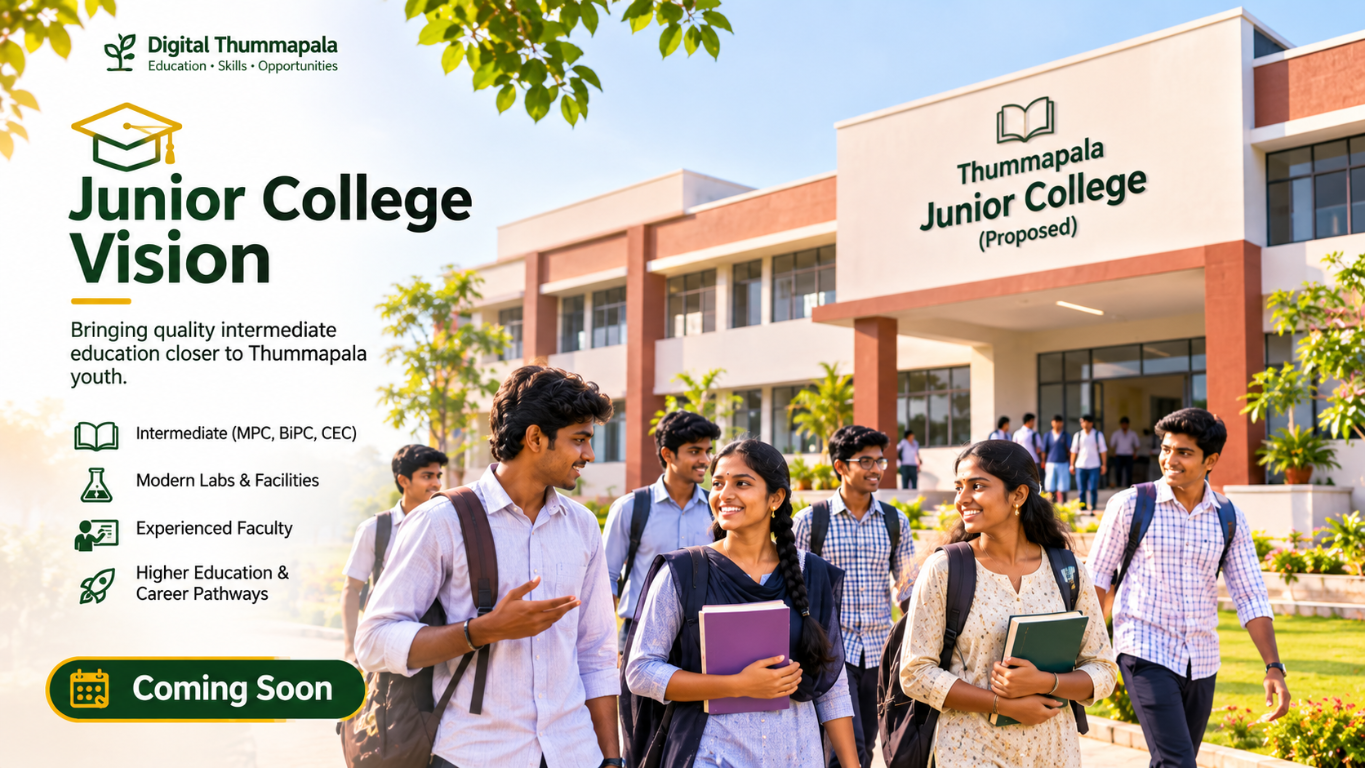 Digital Thummapala
Education • Skills • Opportunities
Junior College
Vision
Bringing quality intermediate
education closer to Thummapala
youth.
Intermediate (MPC, BiPC, CEC)
Modern Labs & Facilities
Experienced Faculty
Higher Education &
Career Pathways
Coming Soon
Thummapala
Junior College
(Proposed)